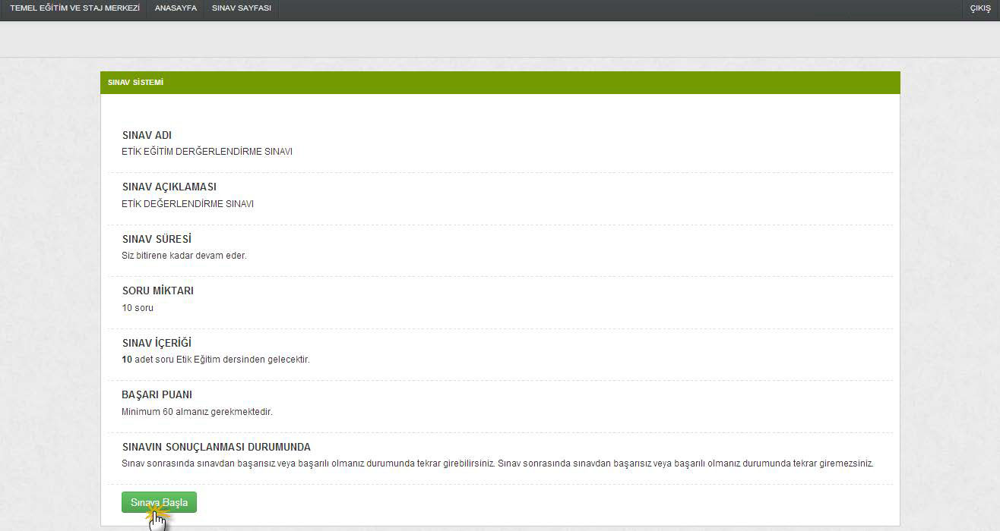 TEMEL EĞİTİM VE STAJ MERKEZİ ANASAYFA SINAV SAYFASI ÇIKIŞ
SINAV SİSTEMİ
SINAV ADI
ETİK EĞİTİM DERĞERLENDİRME SINAVI
SINAV AÇIKLAMASI
ETİK DEĞERLENDİRME SINAVI
SINAV SÜRESİ
Siz bitirene kadar devam eder.
SORU MİKTARI
10 soru
SINAV İÇERİĞİ
10 adet soru Etik Eğitim dersinden gelecektir.
BAŞARI PUANI
Minimum 60 almanız gerekmektedir.
SINAVIN SONUÇLANMASI DURUMUNDA
Sınav sonrasında sınavdan başarısız veya başarılı olmanız durumunda tekrar girebilirsiniz. Sınav sonrasında sınavdan başarısız veya başarılı olmanız durumunda tekrar giremezsiniz.
Sınava Başla